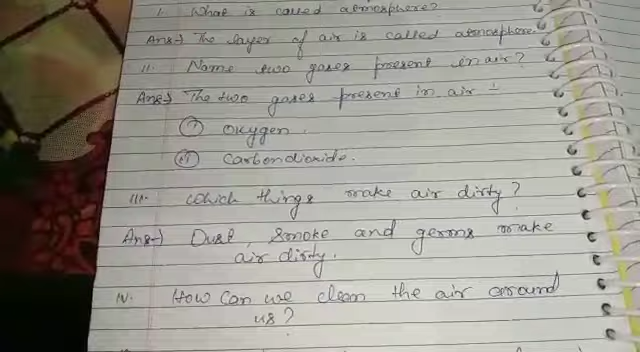 i. What is called atmosphere?
Ans→ The layer of air is called atmosphere.
ii. Name two gases present in air?
Ans→ The two gases present in air :-
(i) Oxygen.
(ii) Carbondioxide.
iii. Which things make air dirty?
Ans→) Dust, smoke and germs make
air dirty.
iv. How can we clean the air around
us?